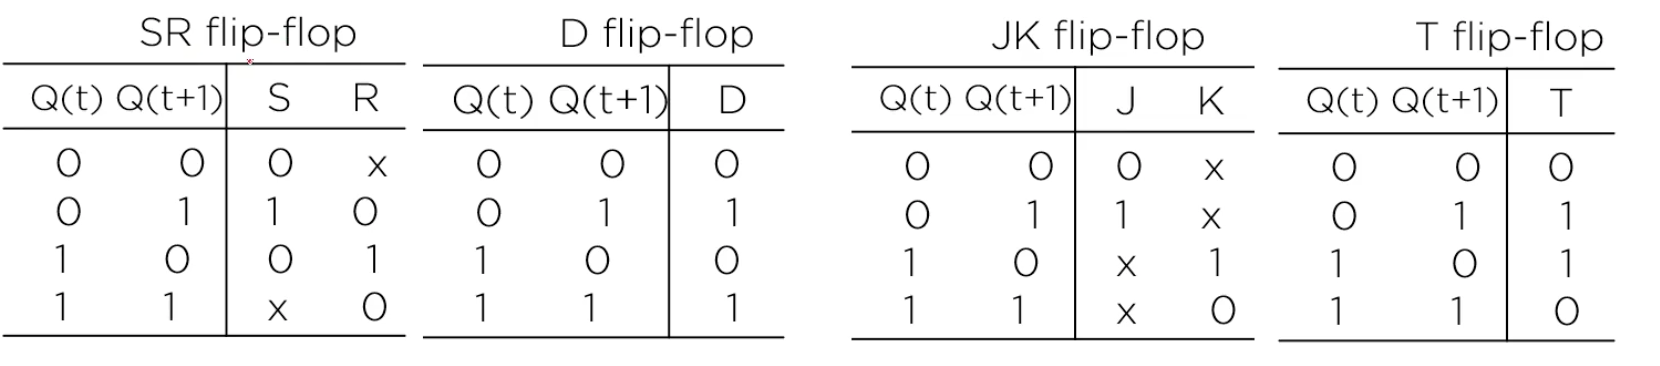 SR flip-flop
Q(t) Q(t+1) S R
0 0 0 x
0 1 1 0
1 0 0 1
1 1 x 0
D flip-flop
Q(t) Q(t+1) D
0 0 0
0 1 1
1 0 0
1 1 1
JK flip-flop
Q(t) Q(t+1) J K
0 0 0 x
0 1 1 x
1 0 x 1
1 1 x 0
T flip-flop
Q(t) Q(t+1) T
0 0 0
0 1 1
1 0 1
1 1 0